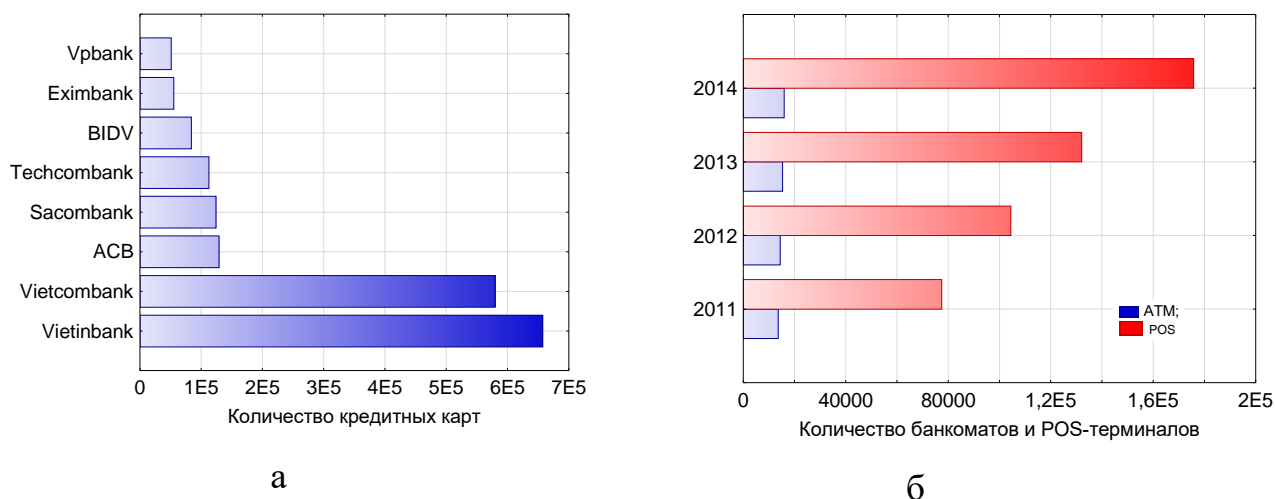 Vpbank
Eximbank
BIDV
Techcombank
Sacombank
ACB
Vietcombank
Vietinbank
0 1E5 2E5 3E5 4E5 5E5 6E5 7E5
Количество кредитных карт
а
2014
2013
2012
2011
ATM;
POS
0 40000 80000 1,2E5 1,6E5 2E5
Количество банкоматов и POS-терминалов
б